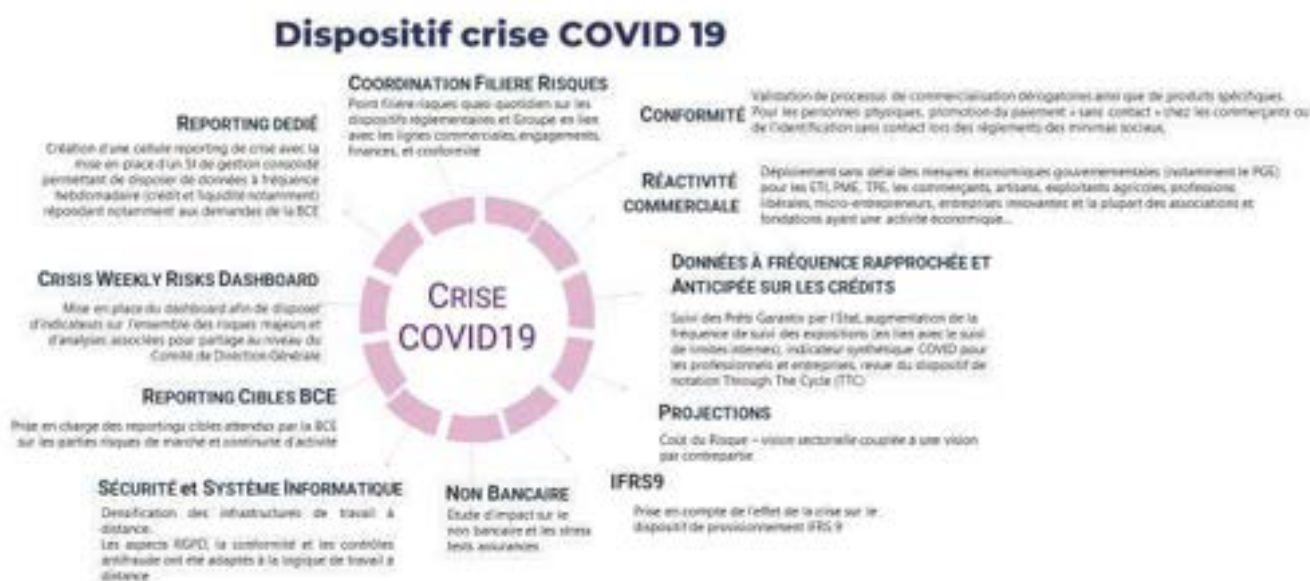 Dispositif crise COVID 19
COORDINATION FILIERE RISQUES
Point filière risques quasi quotidien sur les
dispositifs réglementaires et Groupe en lien
avec les lignes commerciales, engagements,
finances, et conformité
CONFORMITÉ
Validation de processus de commercialisation dérogatoires ainsi que de produits spécifiques.
Pour les personnes physiques, promotion du paiement « sans contact » chez les commerçants ou
de l'identification sans contact lors des règlements des minimas sociaux,
RÉACTIVITÉ
COMMERCIALE
Déploiement sans délai des mesures économiques gouvernementales (notamment le PGE)
pour les ETI, PME, TPE, les commerçants, artisans, exploitants agricoles, professions
libérales, micro-entrepreneurs, entreprises innovantes et la plupart des associations et
fondations ayant une activité économique...
DONNÉES À FRÉQUENCE RAPPROCHÉE ET
ANTICIPÉE SUR LES CRÉDITS
Suivi des Prêts Garantis par l'Etat, augmentation de la
fréquence de suivi des expositions (en lien avec le suivi
de limites internes), indicateur synthétique COVID pour
les professionnels et entreprises, revue du dispositif de
notation Through The Cycle (TTC)
PROJECTIONS
Coût du Risque – vision sectorielle couplée à une vision
par contrepartie
IFRS9
Prise en compte de l'effet de la crise sur le
dispositif de provisionnement IFRS 9
NON BANCAIRE
Etude d'impact sur le
non bancaire et les stress
tests assurances
SÉCURITÉ et SYSTÈME INFORMATIQUE
Densification des infrastructures de travail à
distance.
Les aspects RGPD, la conformité et les contrôles
antifraude ont été adaptés à la logique de travail à
distance
REPORTING CIBLES BCE
Prise en charge des reportings cibles attendus par la BCE
sur les parties risques de marché et continuité d'activité
CRISIS WEEKLY RISKS DASHBOARD
Mise en place du dashboard afin de disposer
d'indicateurs sur l'ensemble des risques majeurs et
d'analyses associées pour partage au niveau du
Comité de Direction Générale
REPORTING DEDIÉ
Création d'une cellule reporting de crise avec la
mise en place d'un SI de gestion consolidé
permettant de disposer de données à fréquence
hebdomadaire (crédit et liquidité notamment)
répondant notamment aux demandes de la BCE
CRISE
COVID19